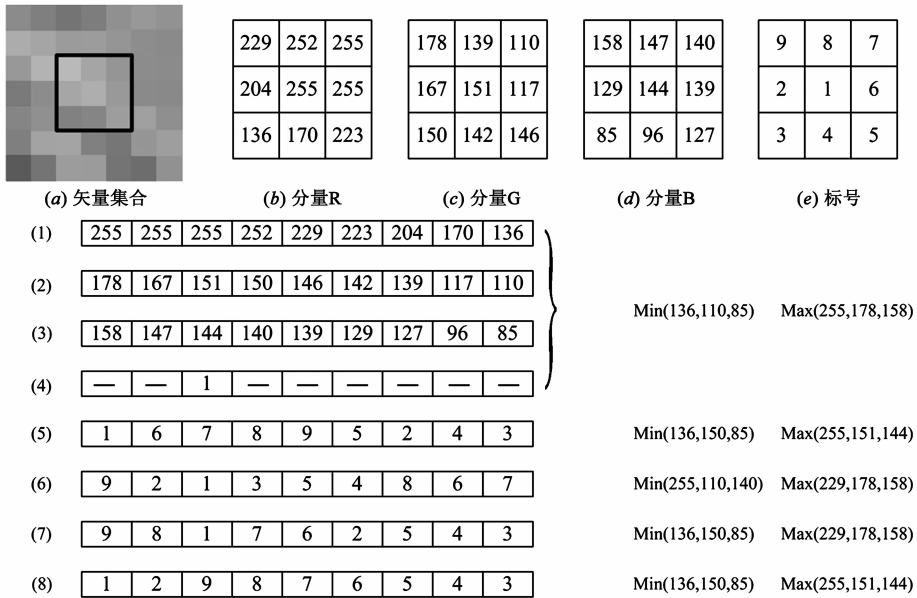 229 252 255 178 139 110 158 147 140 9 8 7
204 255 255 167 151 117 129 144 139 2 1 6
136 170 223 150 142 146 85 96 127 3 4 5
(a) 矢量集合 (b) 分量R (c) 分量G (d) 分量B (e) 标号
(1) 255 255 255 252 229 223 204 170 136
(2) 178 167 151 150 146 142 139 117 110
Min(136,110,85) Max(255,178,158)
(3) 158 147 144 140 139 129 127 96 85
(4) — — 1 — — — — — —
(5) 1 6 7 8 9 5 2 4 3 Min(136,150,85) Max(255,151,144)
(6) 9 2 1 3 5 4 8 6 7 Min(255,110,140) Max(229,178,158)
(7) 9 8 1 7 6 2 5 4 3 Min(136,150,85) Max(229,178,158)
(8) 1 2 9 8 7 6 5 4 3 Min(136,150,85) Max(255,151,144)